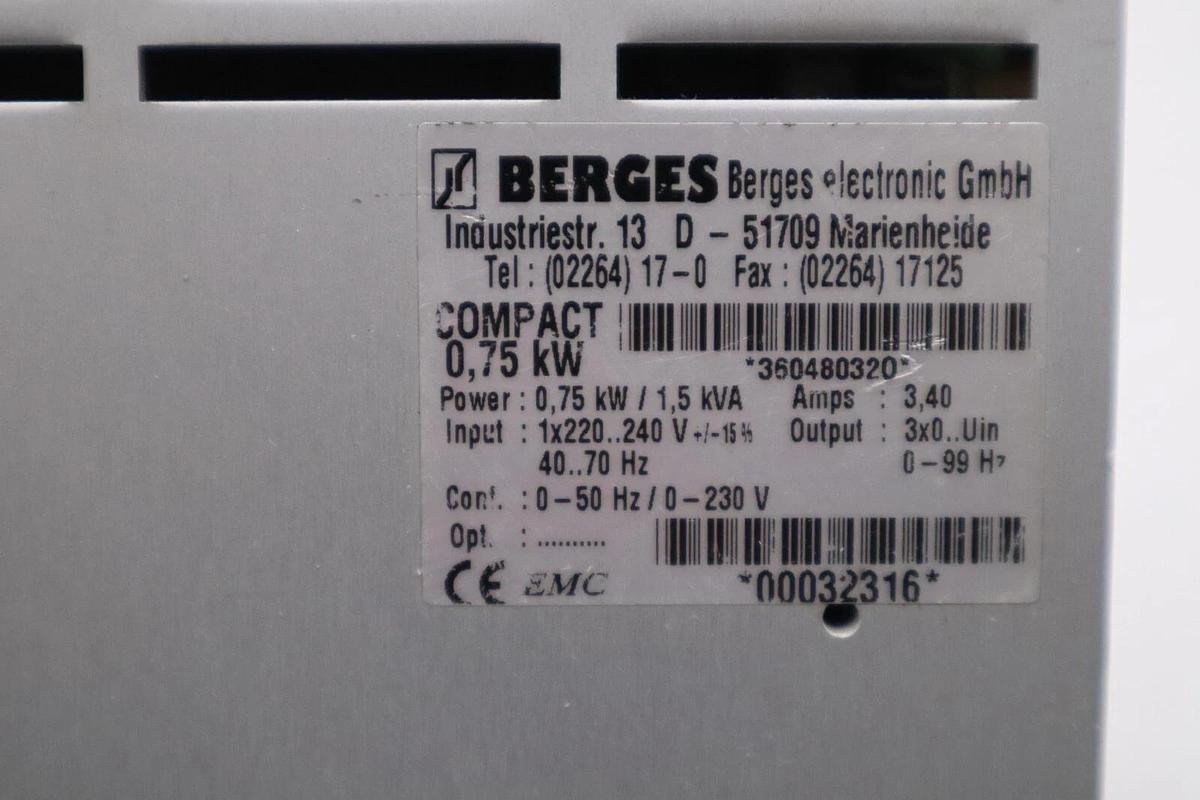 BERGES Berges electronic GmbH
Industriestr. 13 D - 51709 Marienheide
Tel : (02264) 17-0 Fax : (02264) 17125
COMPACT
0,75 kW
*360480320*
Power : 0,75 kW / 1,5 kVA Amps : 3,40
Input : 1x220..240 V +/-15% Output : 3x0..Uin
40..70 Hz 0-99 Hz
Conf. : 0-50 Hz / 0-230 V
Opt. : ..........
CE EMC *00032316*